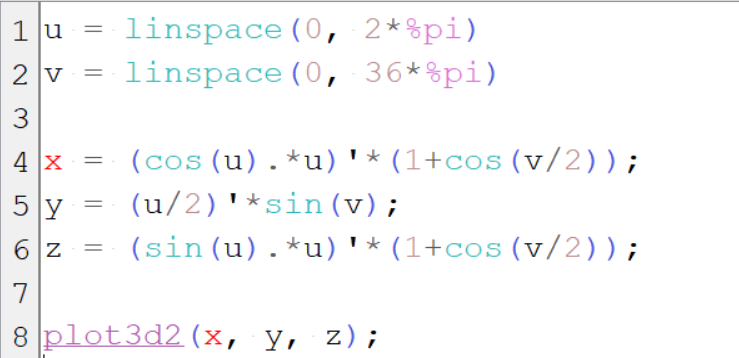 1 u = linspace(0, 2*%pi)
2 v = linspace(0, 36*%pi)
3
4 x = (cos(u).*u)'*(1+cos(v/2));
5 y = (u/2)'*sin(v);
6 z = (sin(u).*u)'*(1+cos(v/2));
7
8 plot3d2(x, y, z);